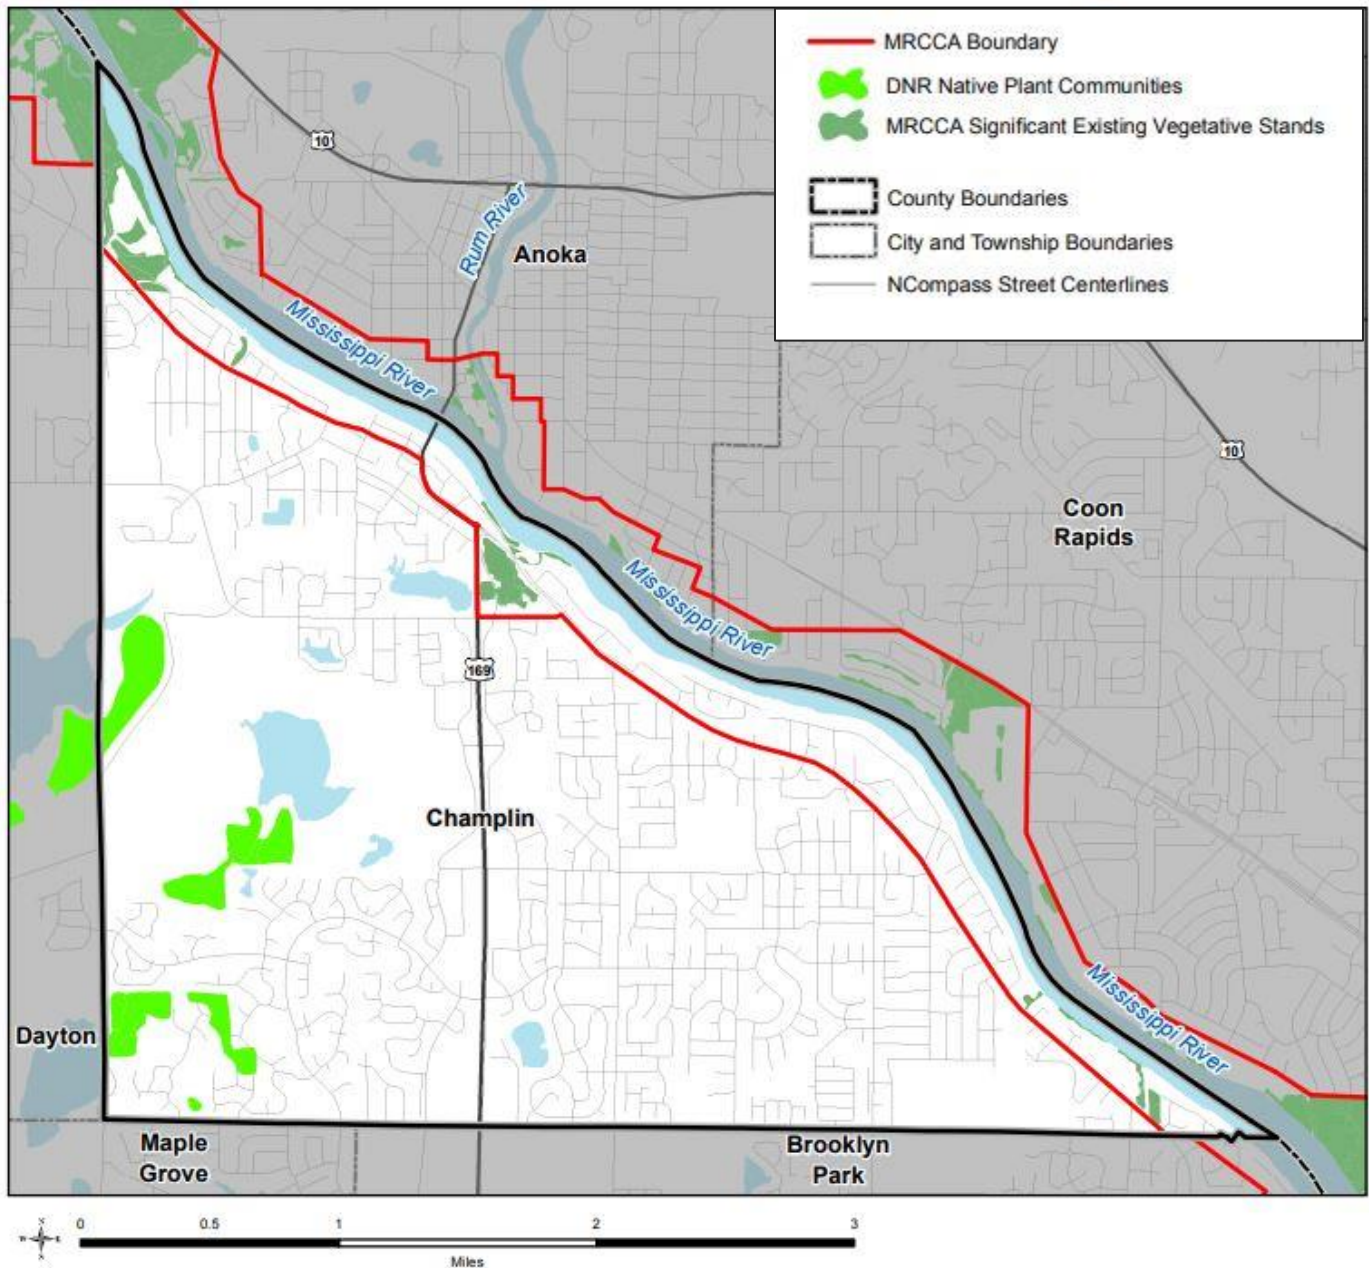 MRCCA Boundary
DNR Native Plant Communities
MRCCA Significant Existing Vegetative Stands
County Boundaries
City and Township Boundaries
NCompass Street Centerlines
10
Rum River
Anoka
Mississippi River
10
Coon
Rapids
Mississippi River
169
Champlin
Mississippi River
Dayton
Maple
Grove
Brooklyn
Park
0
0.5
1
2
3
Miles